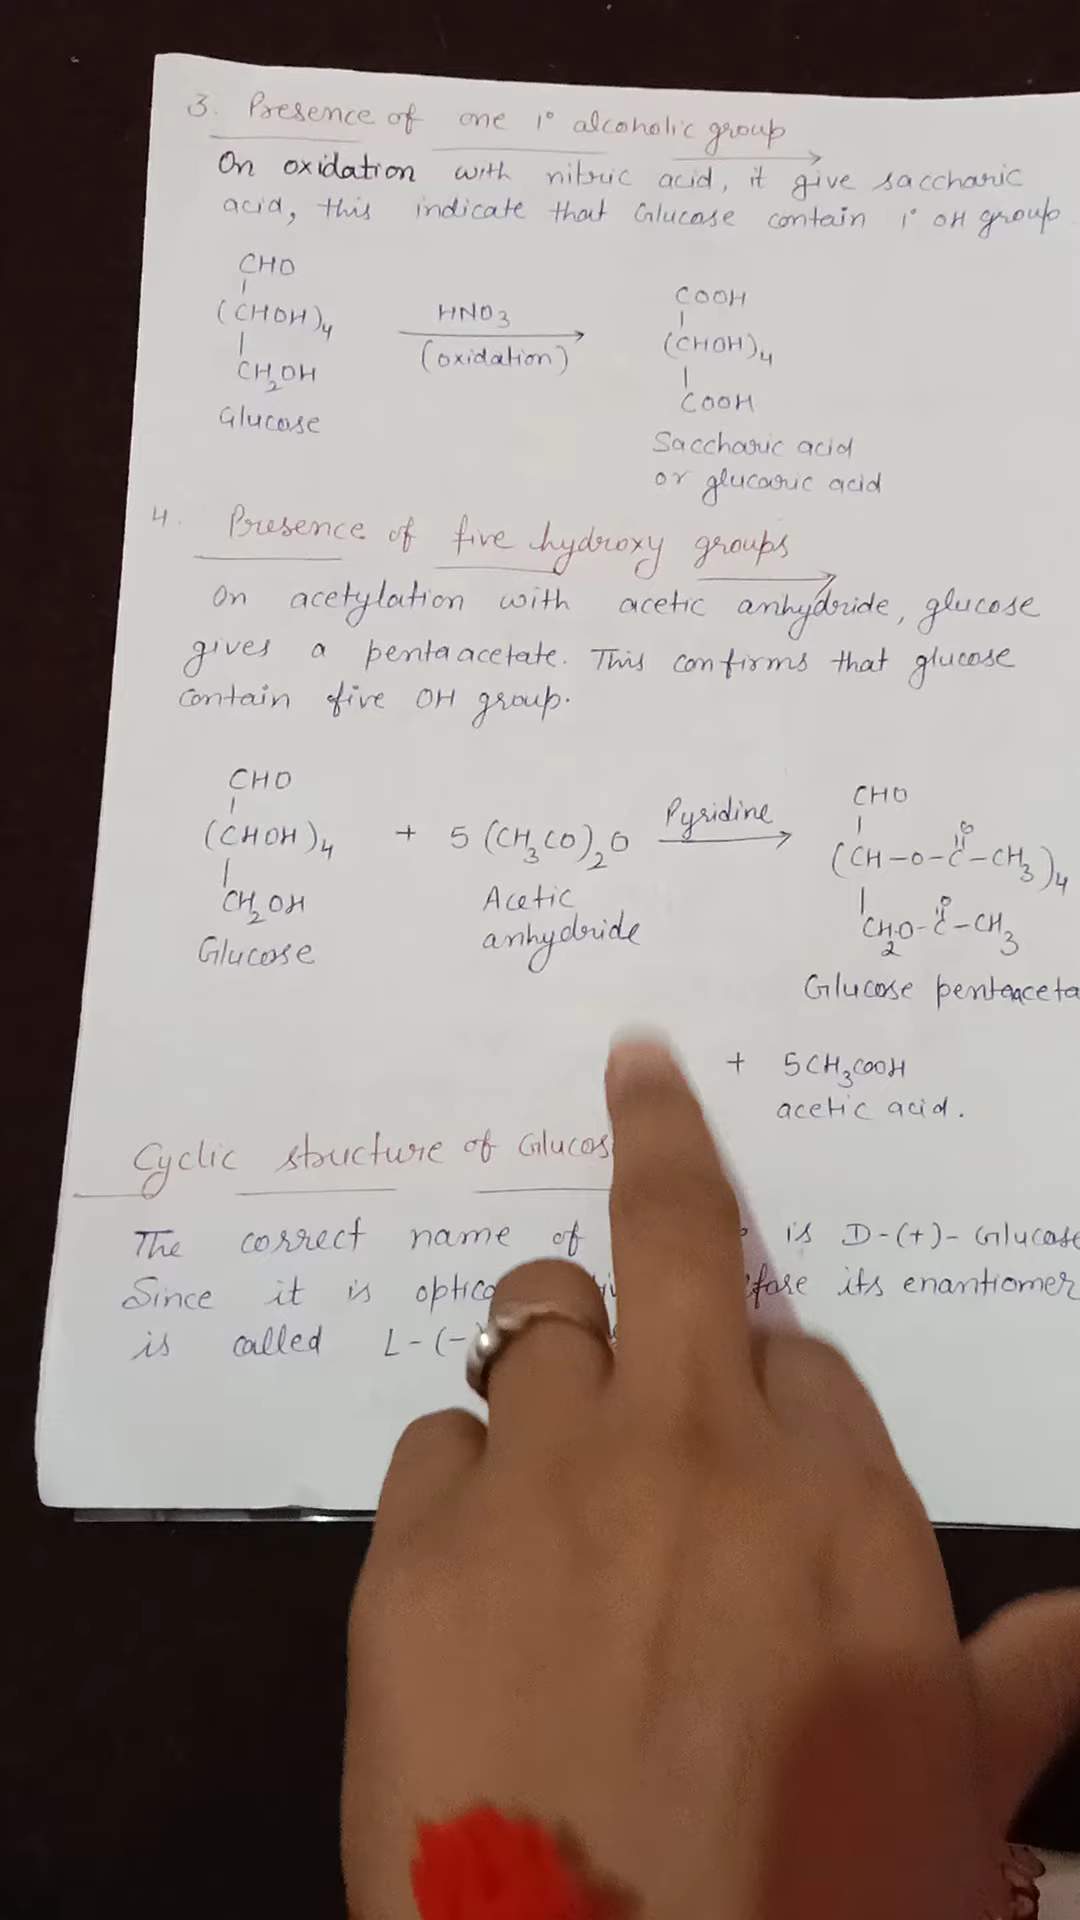 3. Presence of one 1° alcoholic group
On oxidation with nitric acid, it give saccharic
acid, this indicate that Glucose contain 1° OH group
CHO
(CHOH)4
CH2OH
Glucose
HNO3
(oxidation)
COOH
(CHOH)4
COOH
Saccharic acid
or glucaric acid
4. Presence of five hydroxy groups
On acetylation with acetic anhydride, glucose
gives a pentaacetate. This confirms that glucose
contain five OH group.
CHO
(CHOH)4
CH2OH
Glucose
+ 5 (CH3CO)2O
Acetic
anhydride
Pyridine
CHO
(CH-O-C-CH3)4
O
CH2O-C-CH3
O
Glucose pentaaceta
+ 5CH3COOH
acetic acid.
Cyclic structure of Glucos
The correct name of is D-(+)-Glucose
Since it is its enantiomer
is called L-(-)